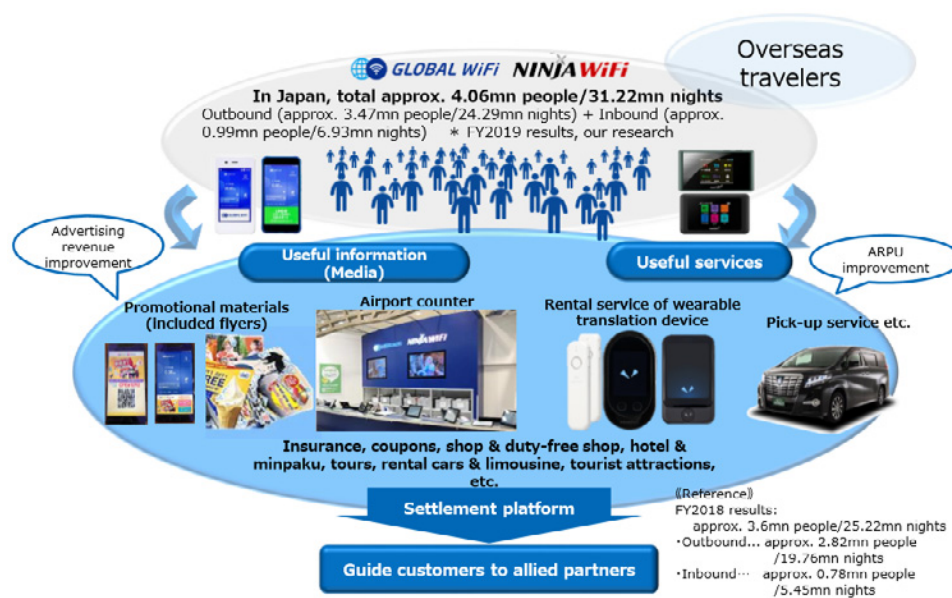 Overseas
travelers
GLOBAL WiFi NINJA WiFi
In Japan, total approx. 4.06mn people/31.22mn nights
Outbound (approx. 3.47mn people/24.29mn nights) + Inbound (approx.
0.99mn people/6.93mn nights) * FY2019 results, our research
Advertising
revenue
improvement
Useful information
(Media)
Useful services
ARPU
improvement
Promotional materials
(included flyers)
Airport counter
Rental service of wearable
translation device
Pick-up service etc.
NINJA WiFi
FREE
Insurance, coupons, shop & duty-free shop, hotel &
minpaku, tours, rental cars & limousine, tourist attractions,
etc.
Settlement platform
Guide customers to allied partners
《Reference》
FY2018 results:
approx. 3.6mn people/25.22mn nights
・Outbound… approx. 2.82mn people
/19.76mn nights
・Inbound… approx. 0.78mn people
/5.45mn nights